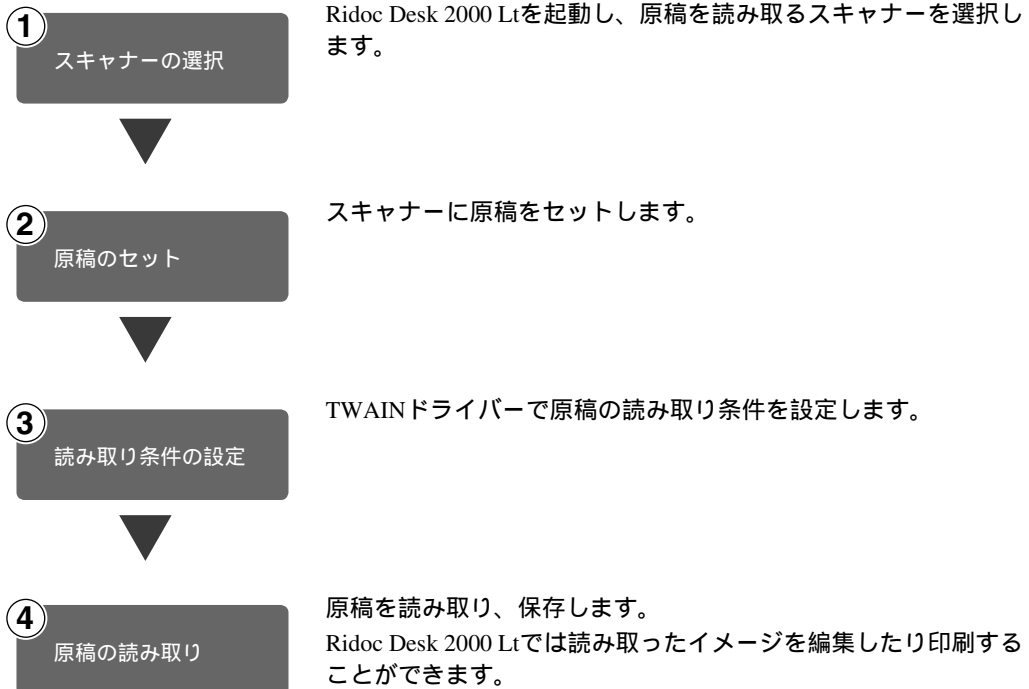 ①
スキャナーの選択
Ridoc Desk 2000 Ltを起動し、原稿を読み取るスキャナーを選択し
ます。
②
原稿のセット
スキャナーに原稿をセットします。
③
読み取り条件の設定
TWAINドライバーで原稿の読み取り条件を設定します。
④
原稿の読み取り
原稿を読み取り、保存します。
Ridoc Desk 2000 Ltでは読み取ったイメージを編集したり印刷する
ことができます。